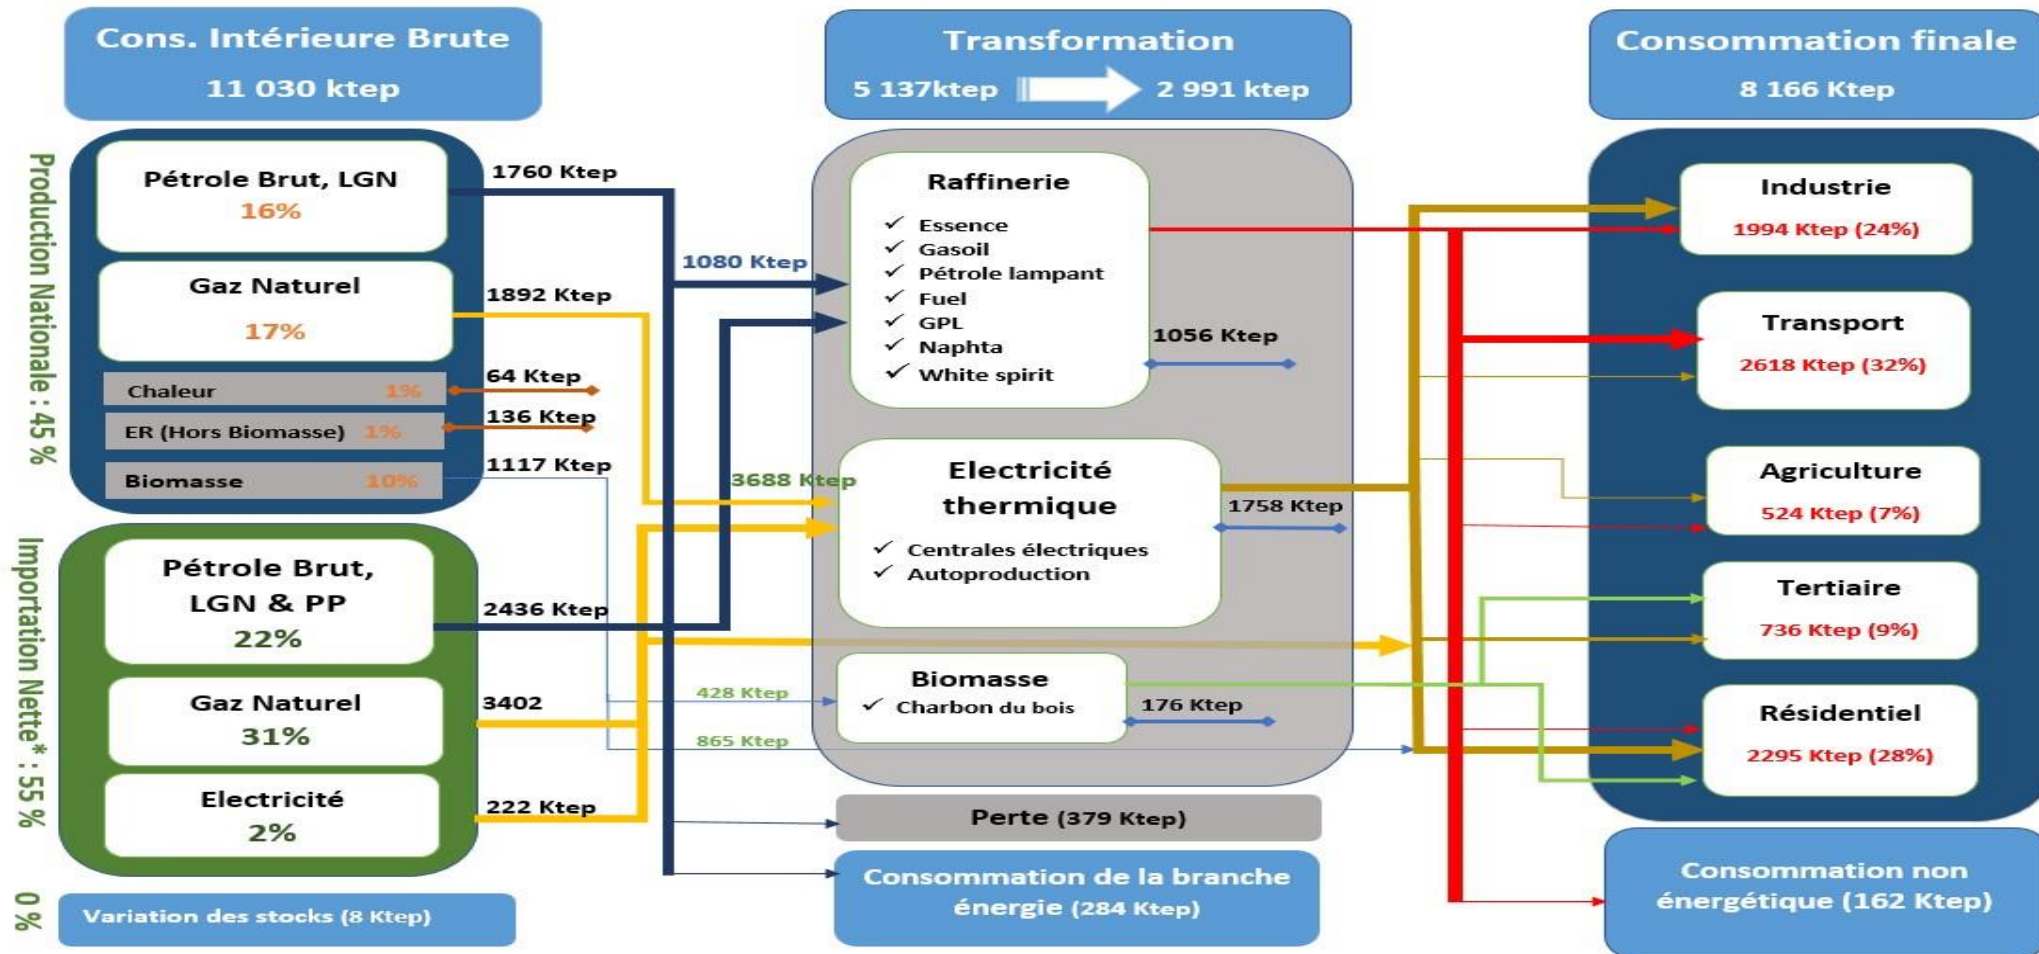 Cons. Intérieure Brute
11 030 ktep
Transformation
5 137ktep 2 991 ktep
Consommation finale
8 166 Ktep
Production Nationale : 45 %
Pétrole Brut, LGN
16%
1760 Ktep
Gaz Naturel
17%
1892 Ktep
Chaleur 1%
64 Ktep
ER (Hors Biomasse) 1%
136 Ktep
Biomasse 10%
1117 Ktep
Importation Nette* : 55 %
Pétrole Brut,
LGN & PP
22%
2436 Ktep
Gaz Naturel
31%
3402
Electricité
2%
222 Ktep
0 %
Variation des stocks (8 Ktep)
1080 Ktep
3688 Ktep
428 Ktep
865 Ktep
Raffinerie
✓ Essence
✓ Gasoil
✓ Pétrole lampant
✓ Fuel
✓ GPL
✓ Naphta
✓ White spirit
1056 Ktep
Electricité
thermique
✓ Centrales électriques
✓ Autoproduction
1758 Ktep
Biomasse
✓ Charbon du bois
176 Ktep
Perte (379 Ktep)
Consommation de la branche
énergie (284 Ktep)
Industrie
1994 Ktep (24%)
Transport
2618 Ktep (32%)
Agriculture
524 Ktep (7%)
Tertiaire
736 Ktep (9%)
Résidentiel
2295 Ktep (28%)
Consommation non
énergétique (162 Ktep)